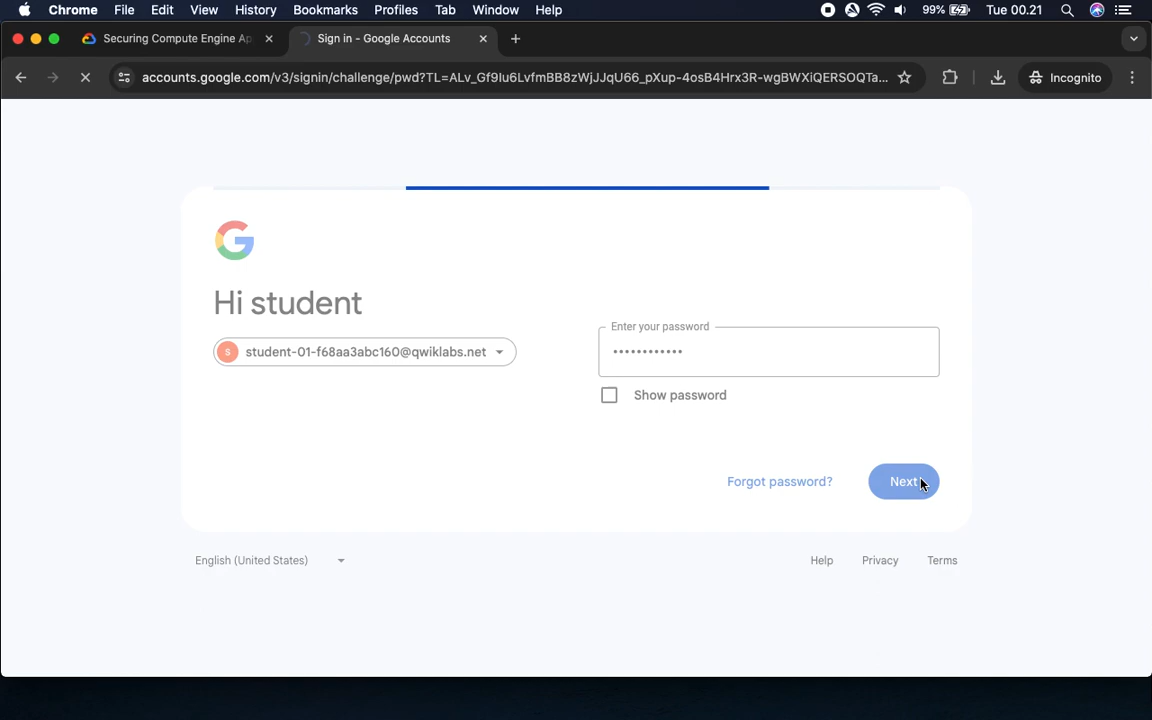 Chrome File Edit View History Bookmarks Profiles Tab Window Help 99% Tue 00.21
Securing Compute Engine Ap Sign in - Google Accounts
accounts.google.com/v3/signin/challenge/pwd?TL=ALv_Gf9Iu6LvfmBB8zWjJJqU66_pXup-4osB4Hrx3R-wgBWXiQERSOQTa... Incognito
Hi student
Enter your password
S student-01-f68aa3abc160@qwiklabs.net ••••••••••••
Show password
Forgot password? Next
English (United States) Help Privacy Terms